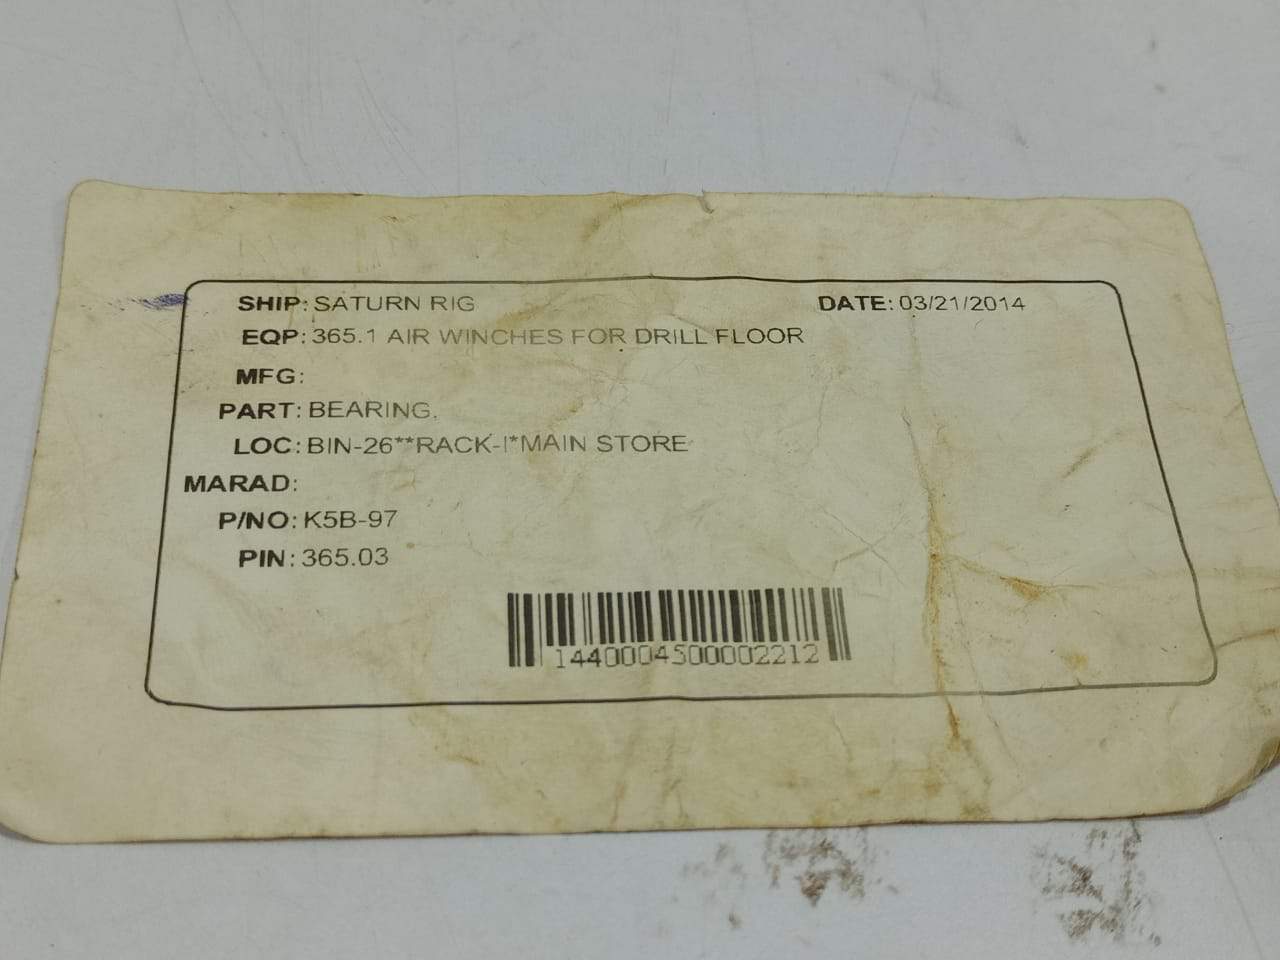 SHIP: SATURN RIG DATE: 03/21/2014
EQP: 365.1 AIR WINCHES FOR DRILL FLOOR
MFG:
PART: BEARING.
LOC: BIN-26**RACK-I*MAIN STORE
MARAD:
P/NO: K5B-97
PIN: 365.03
1440004500002212